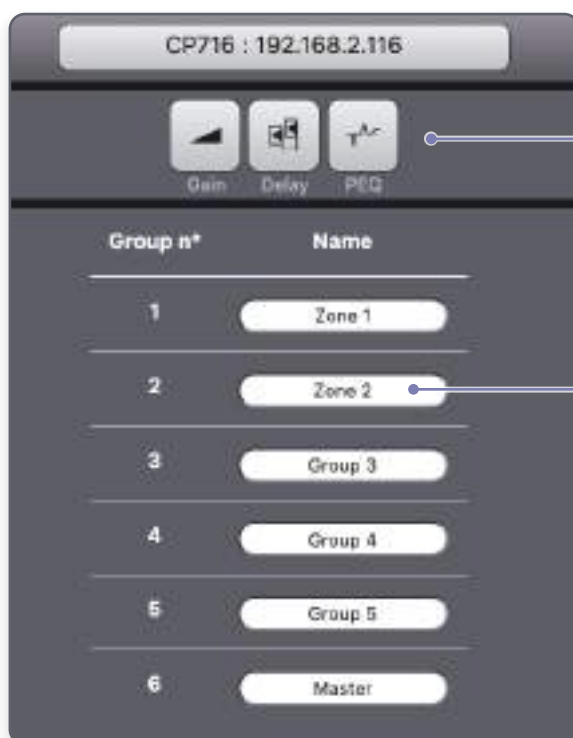 CP716 : 192.168.2.116
Gain Delay PEQ
Group n° Name
1 Zone 1
2 Zone 2
3 Group 3
4 Group 4
5 Group 5
6 Master